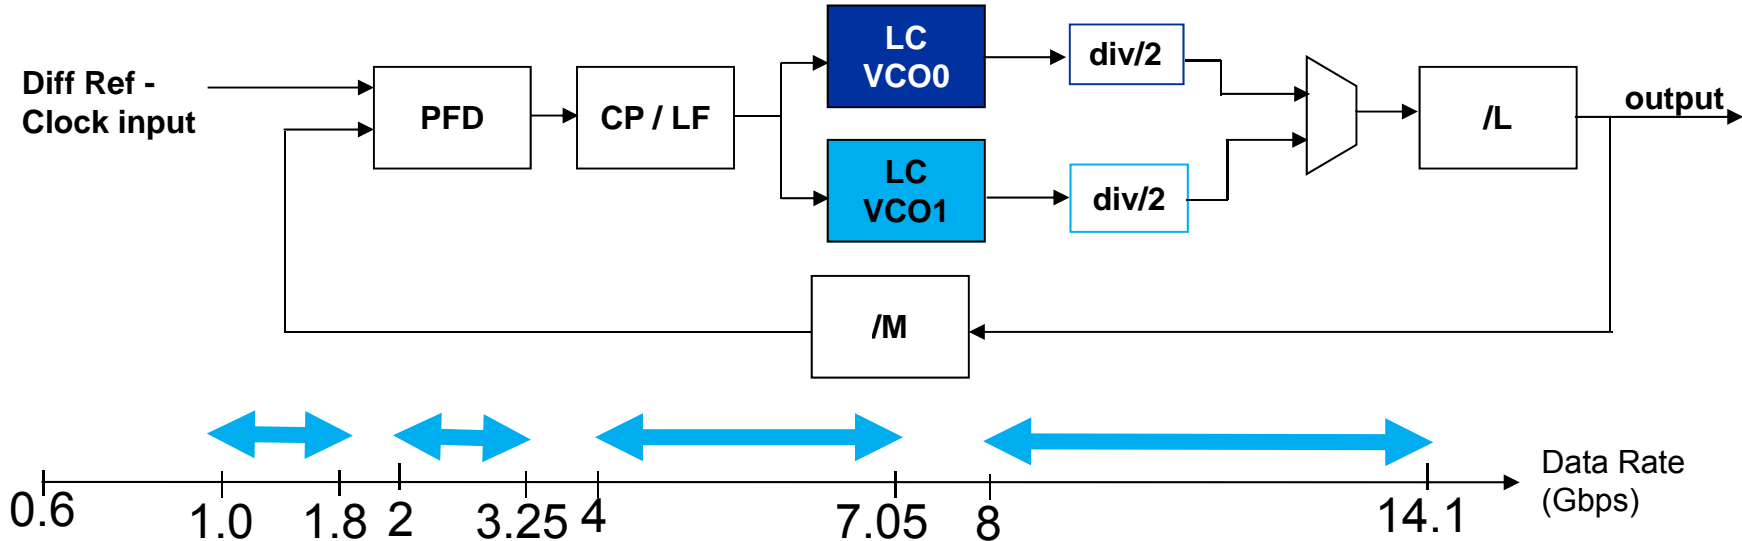 Diff Ref -
Clock input
PFD
CP / LF
LC
VCO0
LC
VCO1
div/2
div/2
/L
output
/M
0.6
1.0
1.8
2
3.25
4
7.05
8
14.1
Data Rate
(Gbps)